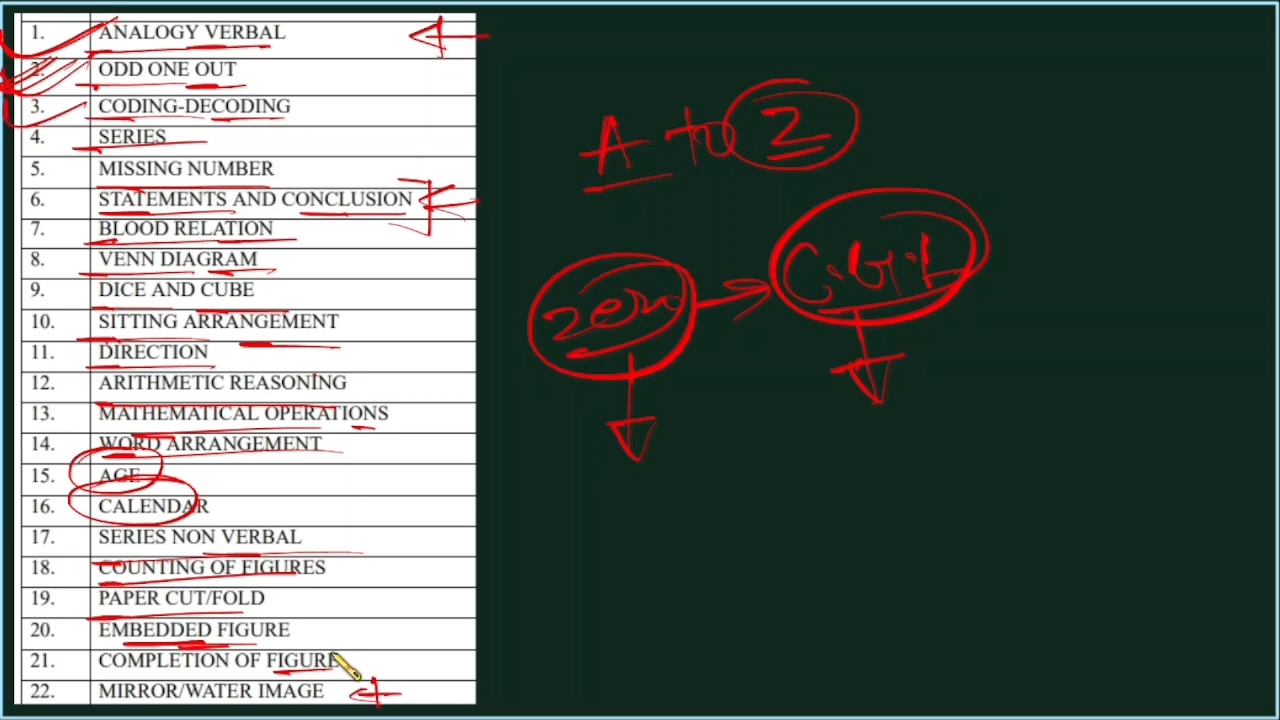 1. ANALOGY VERBAL
2. ODD ONE OUT
3. CODING-DECODING
4. SERIES
5. MISSING NUMBER
6. STATEMENTS AND CONCLUSION
7. BLOOD RELATION
8. VENN DIAGRAM
9. DICE AND CUBE
10. SITTING ARRANGEMENT
11. DIRECTION
12. ARITHMETIC REASONING
13. MATHEMATICAL OPERATIONS
14. WORD ARRANGEMENT
15. AGE
16. CALENDAR
17. SERIES NON VERBAL
18. COUNTING OF FIGURES
19. PAPER CUT/FOLD
20. EMBEDDED FIGURE
21. COMPLETION OF FIGURE
22. MIRROR/WATER IMAGE
A to Z
Zero